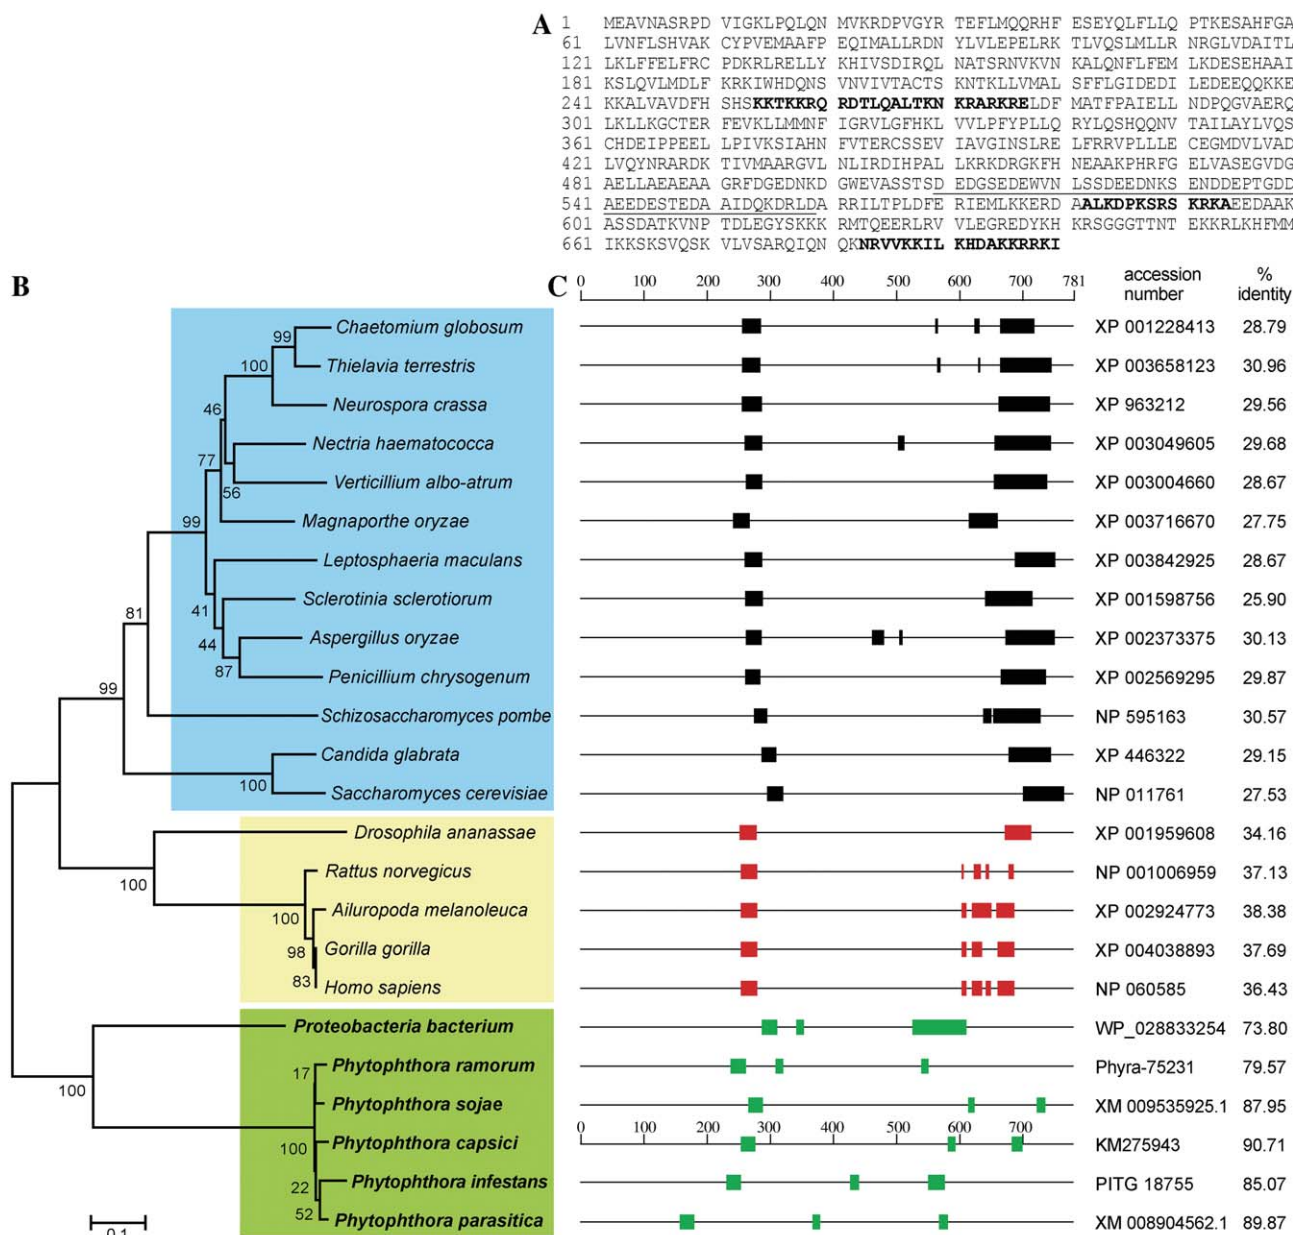 A
1 MEAVNASRPD VIGKLPQLQN MVKRDPVGYR TEFLMQQRHF ESEYQLFLLQ PTKESAHFGA
61 LVNFLSHVAK CYPVEMAAFP EQIMALLRDN YLVLEPELRK TLVQSLMLLR NRGLVDAITL
121 LKLFFELFRC PDKRLRELLY KHIVSDIRQL NATSRNVKVN KALQNFLFEM LKDESEHAAI
181 KSLQVLMDLF KRKIWHDQNS VNVIVTACTS KNTKLLVMAL SFFLGIDEDI LEDEEQQKKE
241 KKALVAVDFH SHSKKTKKRQ RDTLQALTKN KRARKRELDF MATFPAIELL NDPQGVAERQ
301 LKLLKGCTER FEVKLLMMNF IGRVLGFHKL VVLPFYPLLQ RYLQSHQQNV TAILAYLVQS
361 CHDEIPPEEL LPIVKSIAHN FVTERCSSEV IAVGINSLRE LFRRVPLLLE CEGMDVLVAD
421 LVQYNRARDK TIVMAARGVL NLIRDIHPAL LKRKDRGKFH NEAAKPHRFG ELVASEGVDG
481 AELLAEAEAA GRFDGEDNKD GWEVASSTSD DEDGSEDEWVN LSSDEEDNKS ENDDEPTGDD
541 AEEDESTEDA AIDQKDRLDA RRILTPLDFE RIEMLKKERD AALKDPKSRS KRKAEEDAAK
601 ASSDATKVNP TDLEGYSKKK RMTQEERLRV VLEGREDYKH KRSGGGTTNT EKKRLKHFMM
661 IKKSKSVQSK VLVSARQIQN QKNRVVKKIL KHDAKKRRKI
B
C
0 100 200 300 400 500 600 700 781
accession number
% identity
Chaetomium globosum XP 001228413 28.79
Thielavia terrestris XP 003658123 30.96
Neurospora crassa XP 963212 29.56
Nectria haematococca XP 003049605 29.68
Verticillium albo-atrum XP 003004660 28.67
Magnaporthe oryzae XP 003716670 27.75
Leptosphaeria maculans XP 003842925 28.67
Sclerotinia sclerotiorum XP 001598756 25.90
Aspergillus oryzae XP 002373375 30.13
Penicillium chrysogenum XP 002569295 29.87
Schizosaccharomyces pombe NP 595163 30.57
Candida glabrata XP 446322 29.15
Saccharomyces cerevisiae NP 011761 27.53
Drosophila ananassae XP 001959608 34.16
Rattus norvegicus NP 001006959 37.13
Ailuropoda melanoleuca XP 002924773 38.38
Gorilla gorilla XP 004038893 37.69
Homo sapiens NP 060585 36.43
Proteobacteria bacterium WP_028833254 73.80
Phytophthora ramorum Phyra-75231 79.57
Phytophthora sojae XM 009535925.1 87.95
0 100 200 300 400 500 600 700
Phytophthora capsici KM275943 90.71
Phytophthora infestans PITG 18755 85.07
Phytophthora parasitica XM 008904562.1 89.87
99
100
46
77
56
99
41
44
87
81
99
100
100
100
98
83
17
100
100
22
52
0.1